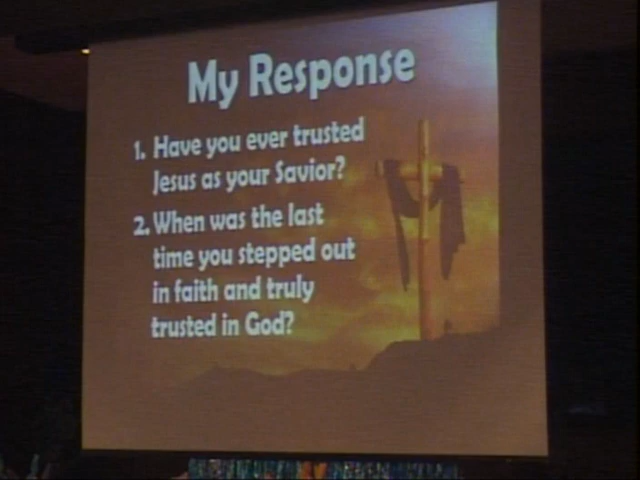 My Response
1. Have you ever trusted
Jesus as your Savior?
2. When was the last
time you stepped out
in faith and truly
trusted in God?